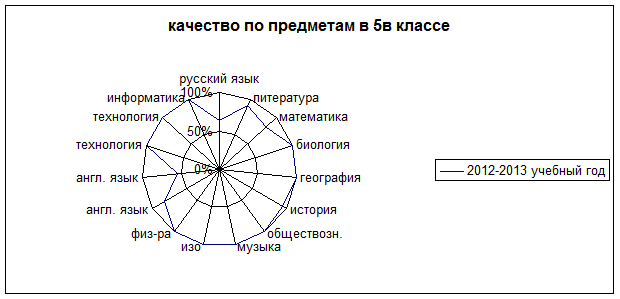 качество по предметам в 5в классе
русский язык
100%
информатика
литература
технология
математика
50%
технология
биология
0%
англ. язык
география
2012-2013 учебный год
англ. язык
история
физ-ра
обществозн.
изо
музыка